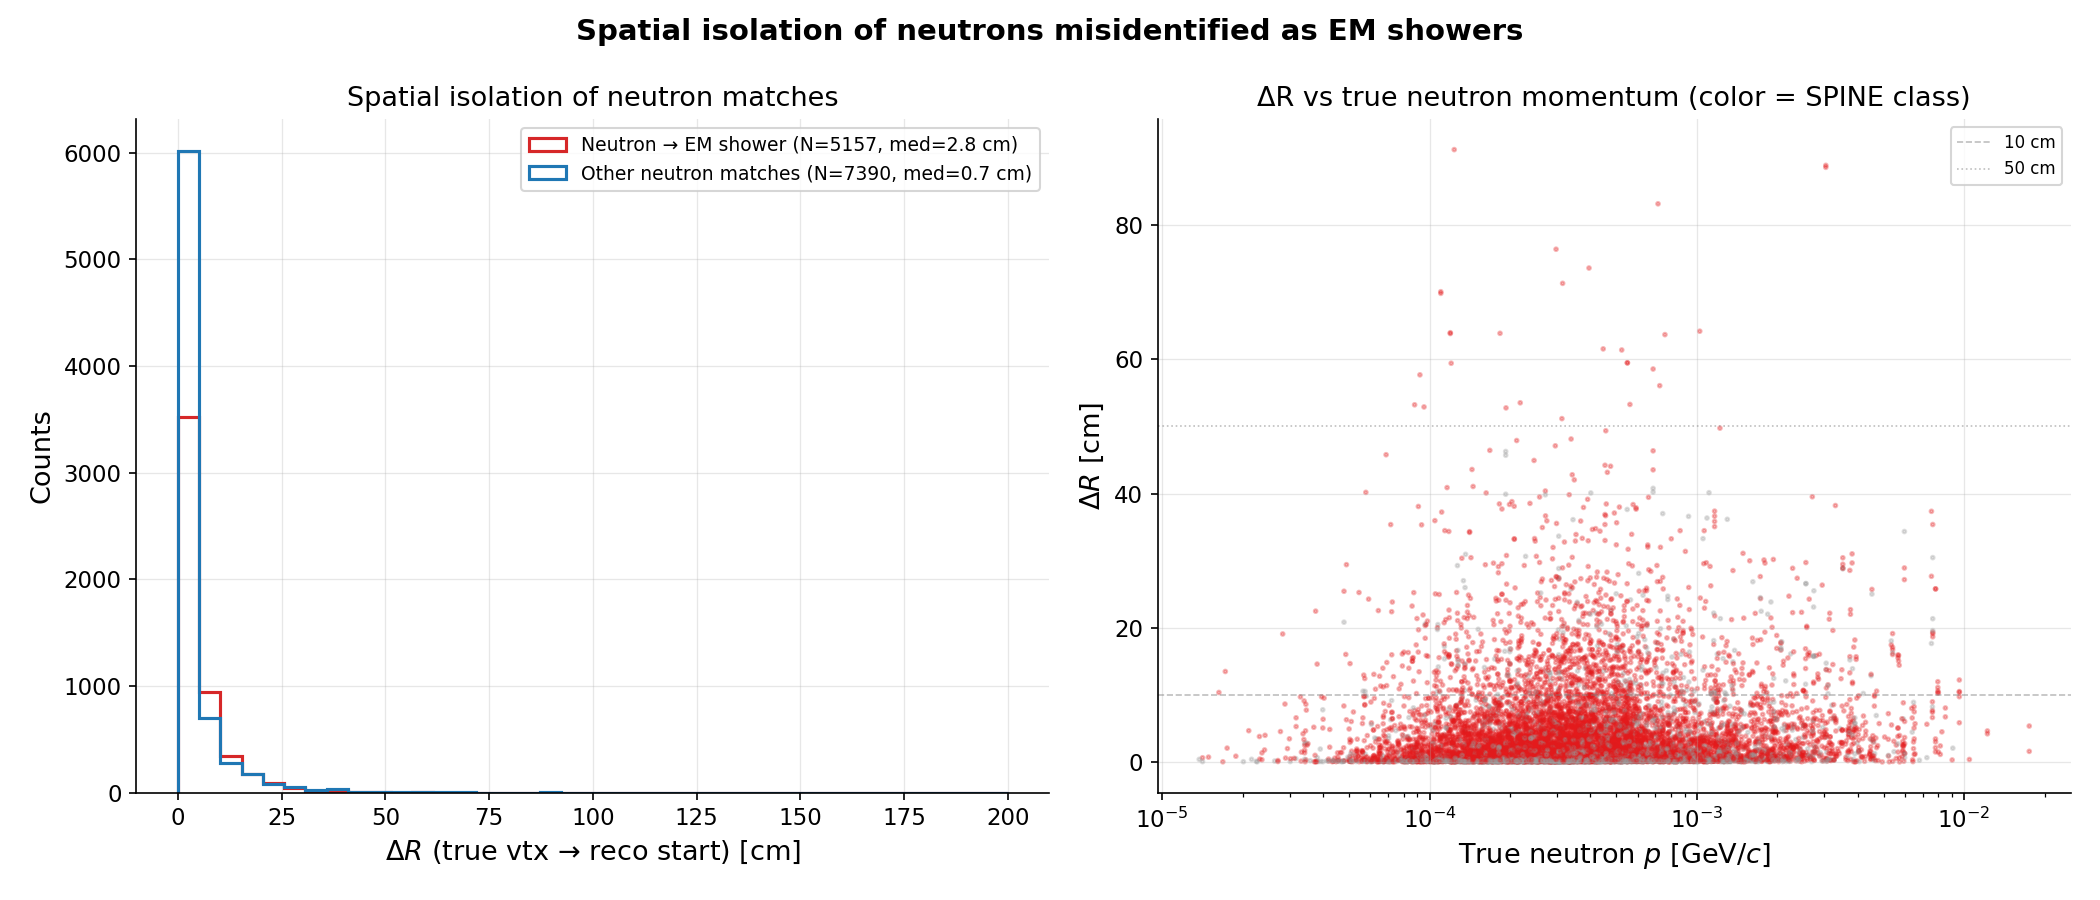 Spatial isolation of neutrons misidentified as EM showers
Spatial isolation of neutron matches
Neutron → EM shower (N=5157, med=2.8 cm)
Other neutron matches (N=7390, med=0.7 cm)
6000
5000
4000
3000
2000
1000
0
Counts
0 25 50 75 100 125 150 175 200
ΔR (true vtx → reco start) [cm]
ΔR vs true neutron momentum (color = SPINE class)
10 cm
50 cm
80
60
40
20
0
ΔR [cm]
10⁻⁵ 10⁻⁴ 10⁻³ 10⁻²
True neutron p [GeV/c]